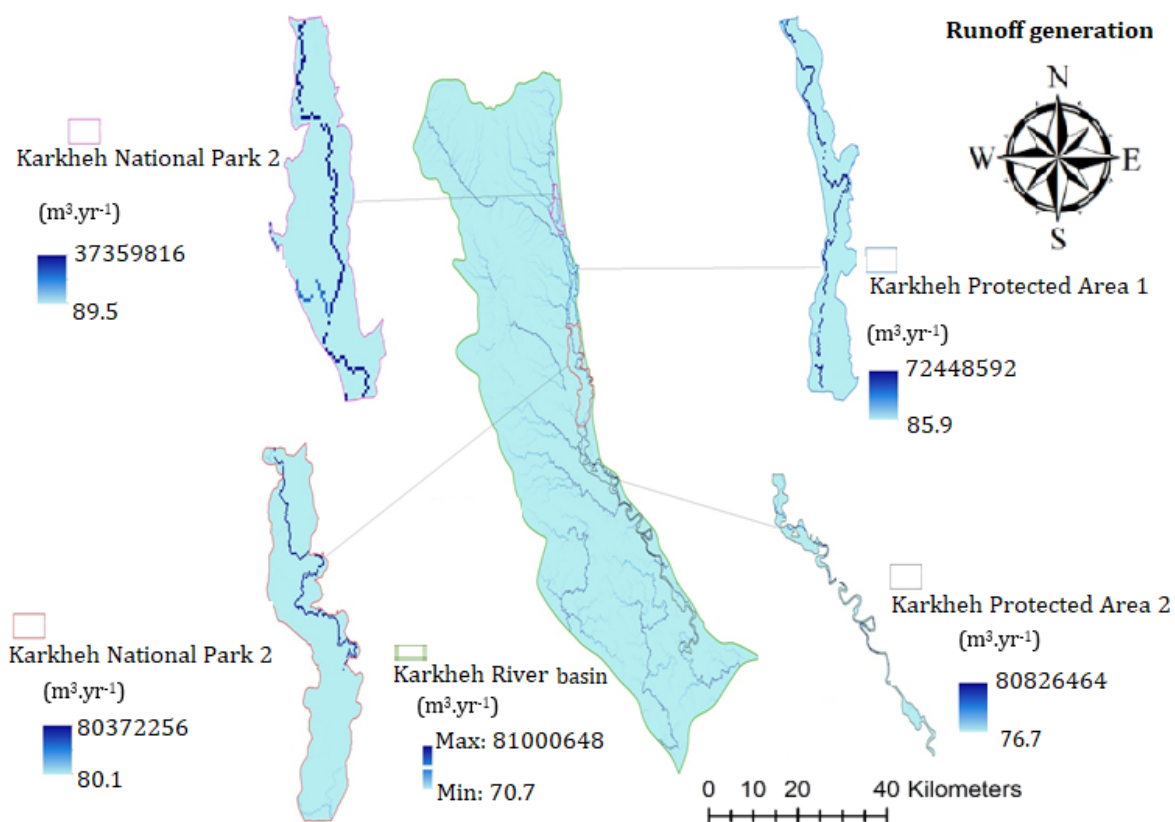 Runoff generation
N
W
E
S
Karkheh National Park 2
(m³.yr⁻¹)
37359816
89.5
Karkheh Protected Area 1
(m³.yr⁻¹)
72448592
85.9
Karkheh National Park 2
(m³.yr⁻¹)
80372256
80.1
Karkheh River basin
(m³.yr⁻¹)
Max: 81000648
Min: 70.7
Karkheh Protected Area 2
(m³.yr⁻¹)
80826464
76.7
0 10 20 40 Kilometers